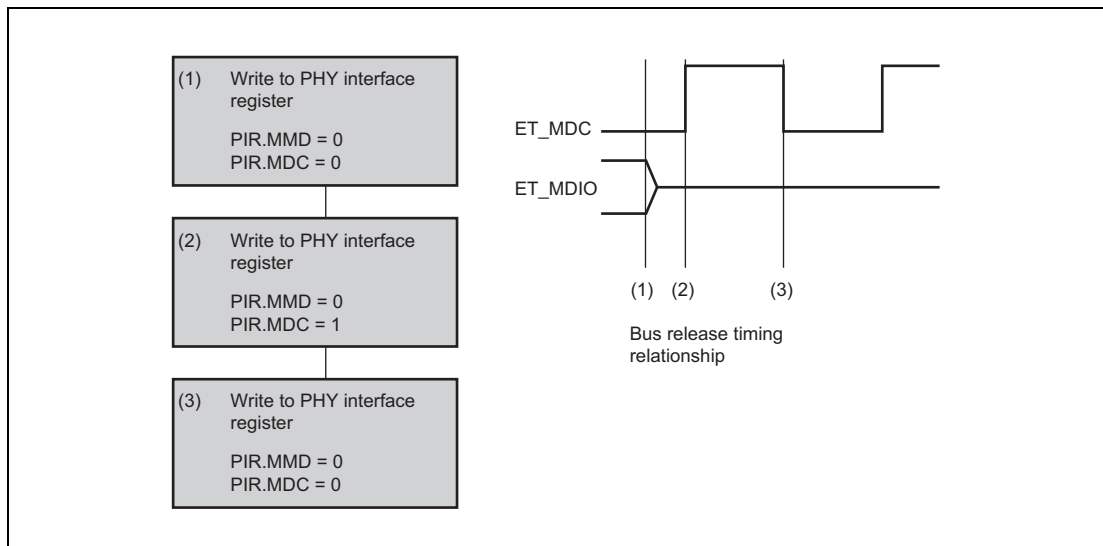 (1) Write to PHY interface
register
PIR.MMD = 0
PIR.MDC = 0
(2) Write to PHY interface
register
PIR.MMD = 0
PIR.MDC = 1
(3) Write to PHY interface
register
PIR.MMD = 0
PIR.MDC = 0
ET_MDC
ET_MDIO
(1) (2) (3)
Bus release timing
relationship